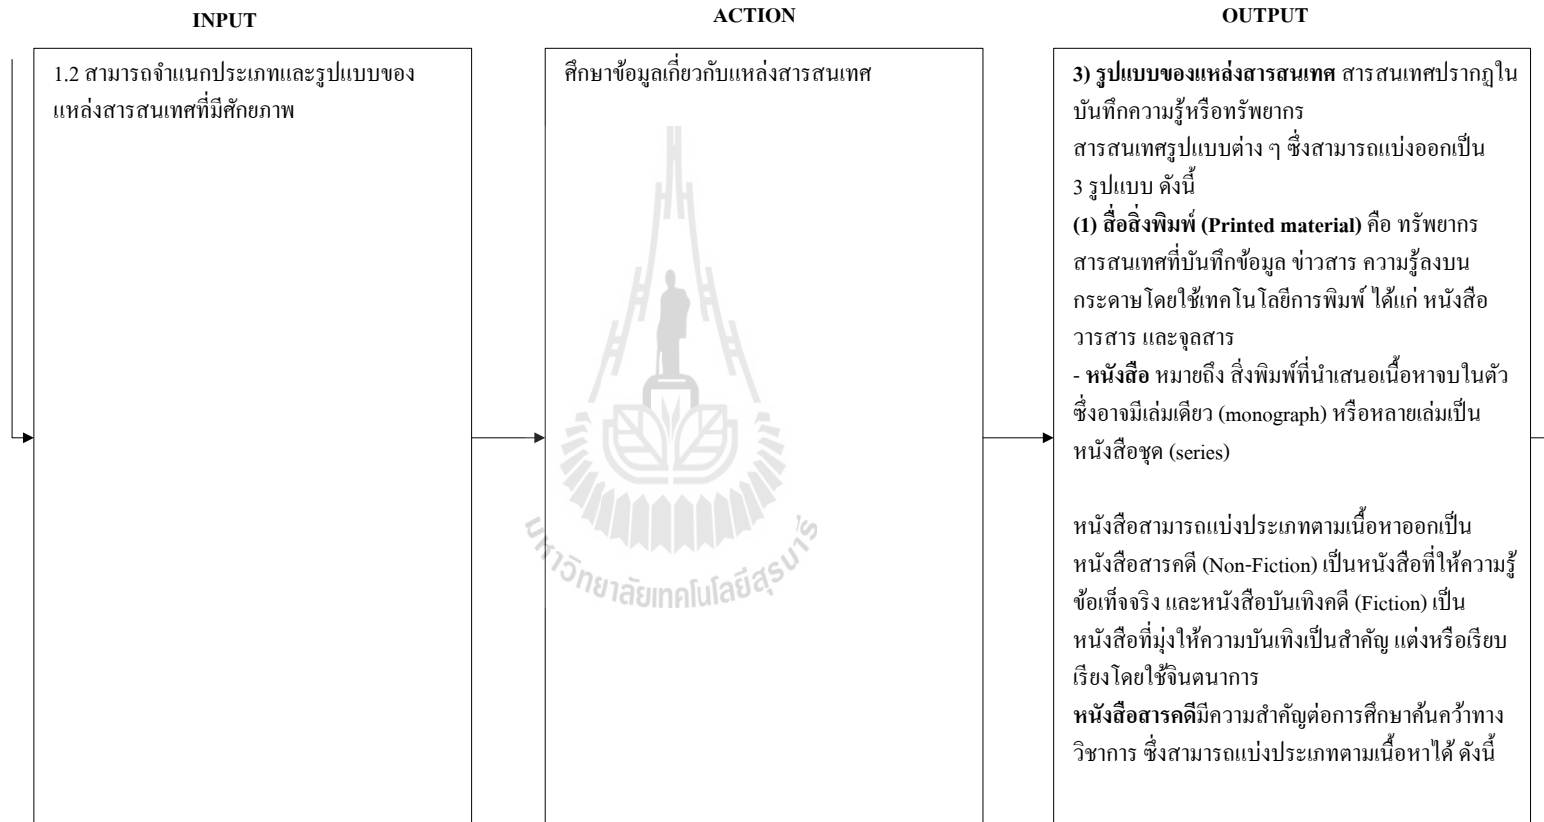 INPUT
ACTION
OUTPUT
1.2 สามารถจำแนกประเภทและรูปแบบของ
แหล่งสารสนเทศที่มีศักยภาพ
ศึกษาข้อมูลเกี่ยวกับแหล่งสารสนเทศ
3) รูปแบบของแหล่งสารสนเทศ สารสนเทศปรากฏใน
บันทึกความรู้หรือทรัพยากร
สารสนเทศรูปแบบต่าง ๆ ซึ่งสามารถแบ่งออกเป็น
3 รูปแบบ ดังนี้
(1) สื่อสิ่งพิมพ์ (Printed material) คือ ทรัพยากร
สารสนเทศที่บันทึกข้อมูล ข่าวสาร ความรู้ลงบน
กระดาษโดยใช้เทคโนโลยีการพิมพ์ ได้แก่ หนังสือ
วารสาร และจุลสาร
- หนังสือ หมายถึง สิ่งพิมพ์ที่นำเสนอเนื้อหาจบในตัว
ซึ่งอาจมีเล่มเดียว (monograph) หรือหลายเล่มเป็น
หนังสือชุด (series)
หนังสือสามารถแบ่งประเภทตามเนื้อหาออกเป็น
หนังสือสารคดี (Non-Fiction) เป็นหนังสือที่ให้ความรู้
ข้อเท็จจริง และหนังสือบันเทิงคดี (Fiction) เป็น
หนังสือที่มุ่งให้ความบันเทิงเป็นสำคัญ แต่งหรือเรียบ
เรียงโดยใช้จินตนาการ
หนังสือสารคดีมีความสำคัญต่อการศึกษาค้นคว้าทาง
วิชาการ ซึ่งสามารถแบ่งประเภทตามเนื้อหาได้ ดังนี้
มหาวิทยาลัยเทคโนโลยีสุรนารี